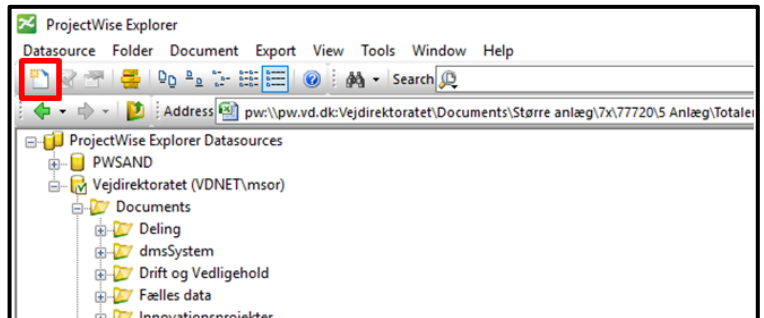 ProjectWise Explorer
Datasource Folder Document Export View Tools Window Help
Search
Address pw:\\pw.vd.dk:Vejdirektoratet\Documents\Større anlæg\7x\77720\5 Anlæg\Totaler
ProjectWise Explorer Datasources
PWSAND
Vejdirektoratet (VDNET\msor)
Documents
Deling
dmsSystem
Drift og Vedligehold
Fælles data
Innovationsprojekter